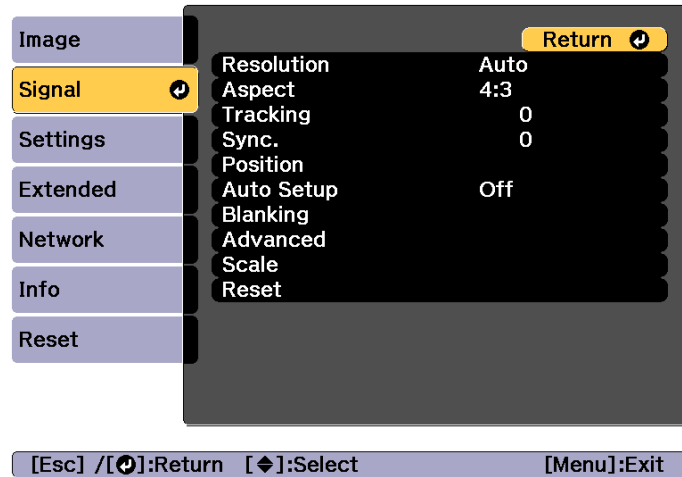 Image
Signal
Settings
Extended
Network
Info
Reset
Return
Resolution Auto
Aspect 4:3
Tracking 0
Sync. 0
Position
Auto Setup Off
Blanking
Advanced
Scale
Reset
[Esc] /[⏎]:Return [◆]:Select [Menu]:Exit